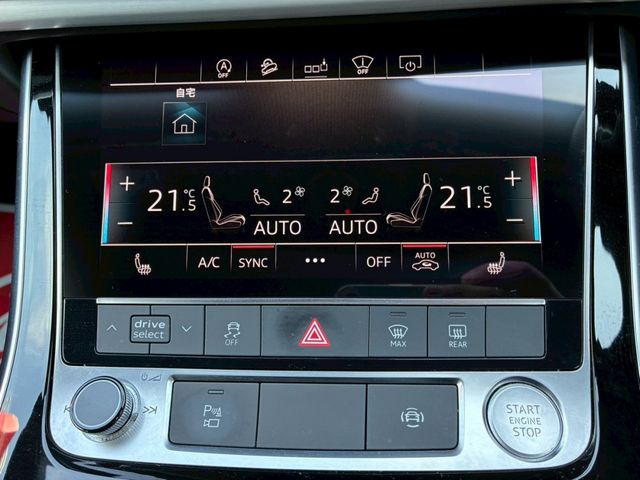 OFF
OFF
自宅
+ 21.5°C 2 2 21.5°C +
- AUTO AUTO -
A/C SYNC ••• OFF AUTO
drive select
OFF
MAX
REAR
P
START
ENGINE
STOP